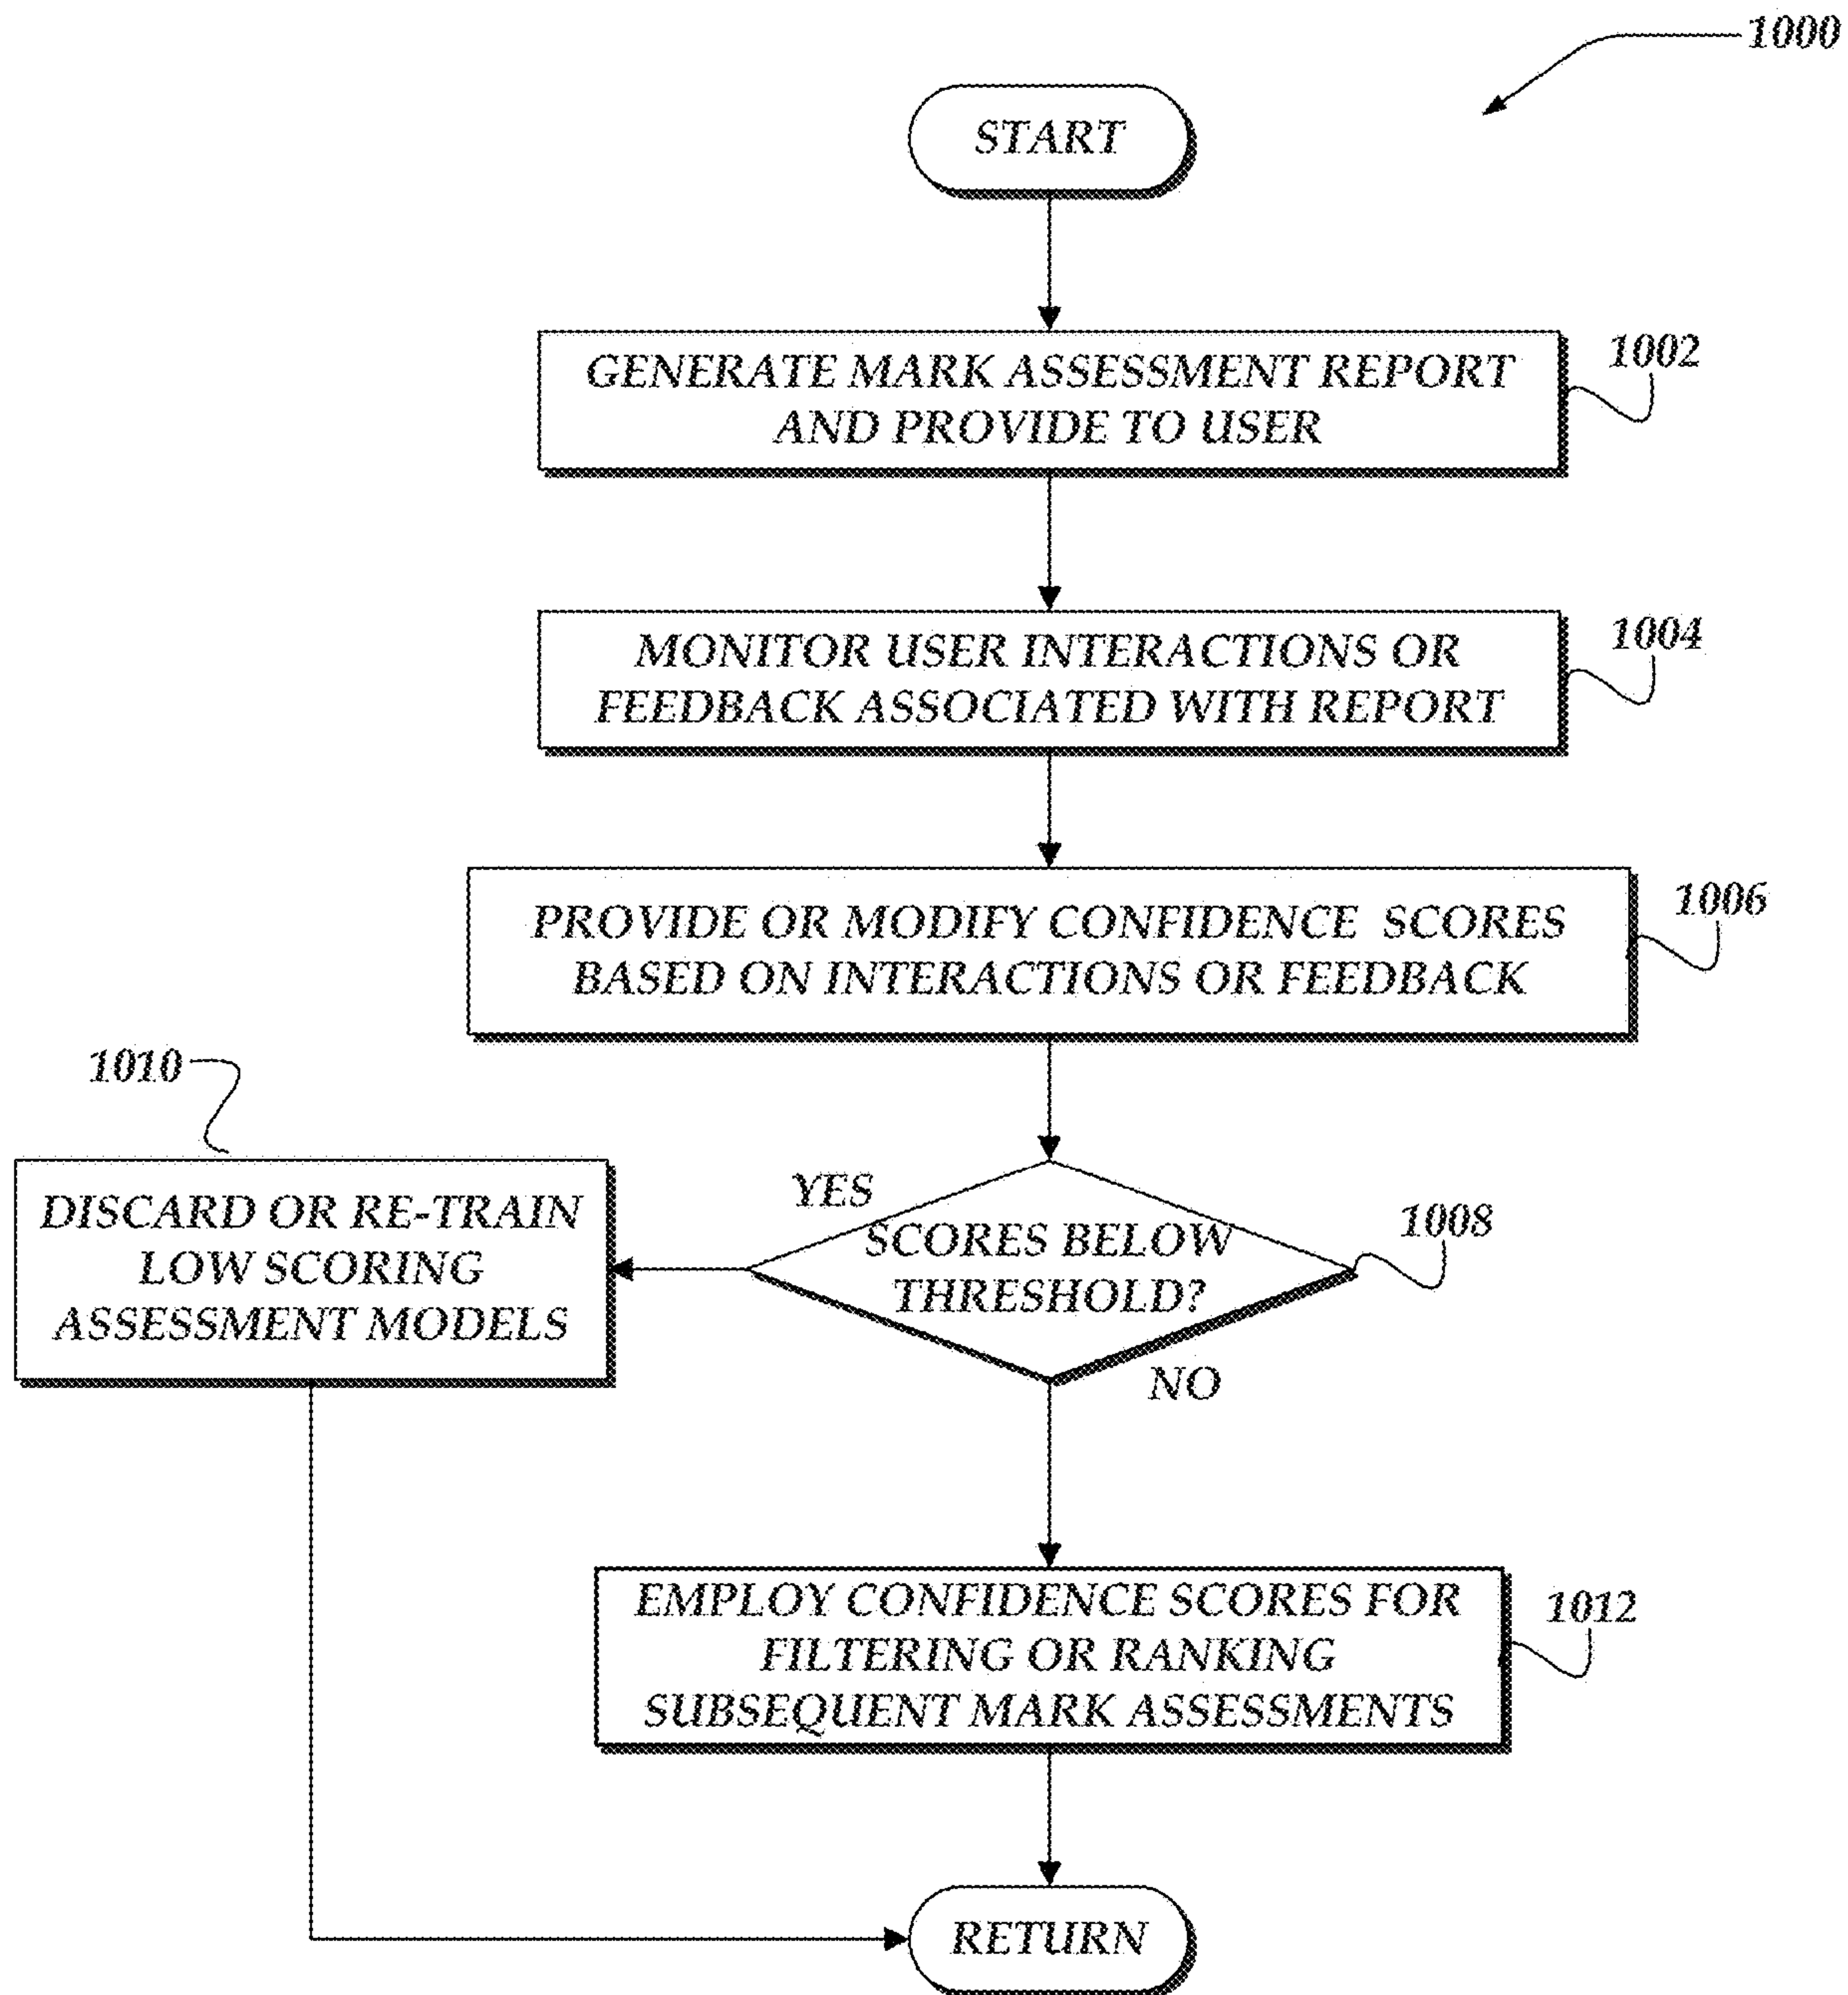 1000
START
GENERATE MARK ASSESSMENT REPORT
AND PROVIDE TO USER
1002
MONITOR USER INTERACTIONS OR
FEEDBACK ASSOCIATED WITH REPORT
1004
PROVIDE OR MODIFY CONFIDENCE SCORES
BASED ON INTERACTIONS OR FEEDBACK
1006
1010
DISCARD OR RE-TRAIN
LOW SCORING
ASSESSMENT MODELS
YES
SCORES BELOW
THRESHOLD?
1008
NO
EMPLOY CONFIDENCE SCORES FOR
FILTERING OR RANKING
SUBSEQUENT MARK ASSESSMENTS
1012
RETURN